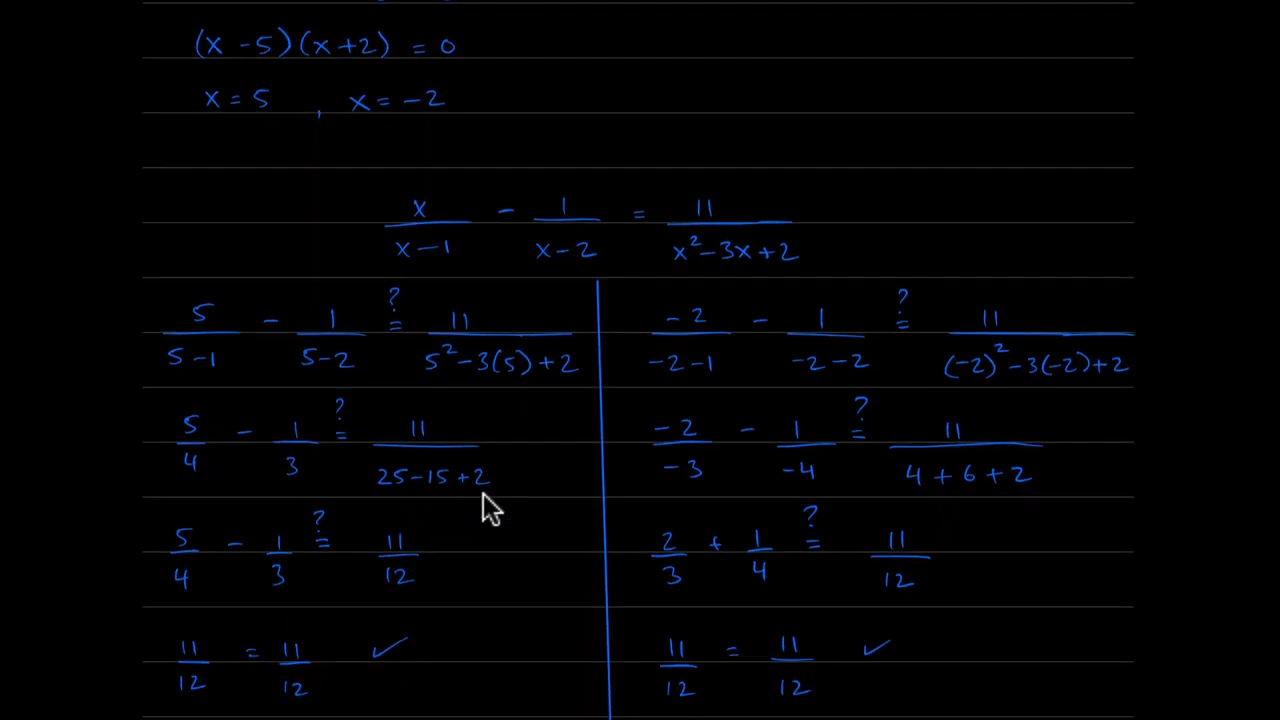 (x - 5)(x + 2) = 0
x = 5 , x = -2
x/(x-1) - 1/(x-2) = 11/(x² - 3x + 2)
5/(5-1) - 1/(5-2) ≟ 11/(5² - 3(5) + 2)
5/4 - 1/3 ≟ 11/(25 - 15 + 2)
5/4 - 1/3 ≟ 11/12
11/12 = 11/12 ✓
-2/(-2-1) - 1/(-2-2) ≟ 11/((-2)² - 3(-2) + 2)
-2/-3 - 1/-4 ≟ 11/(4 + 6 + 2)
2/3 + 1/4 ≟ 11/12
11/12 = 11/12 ✓